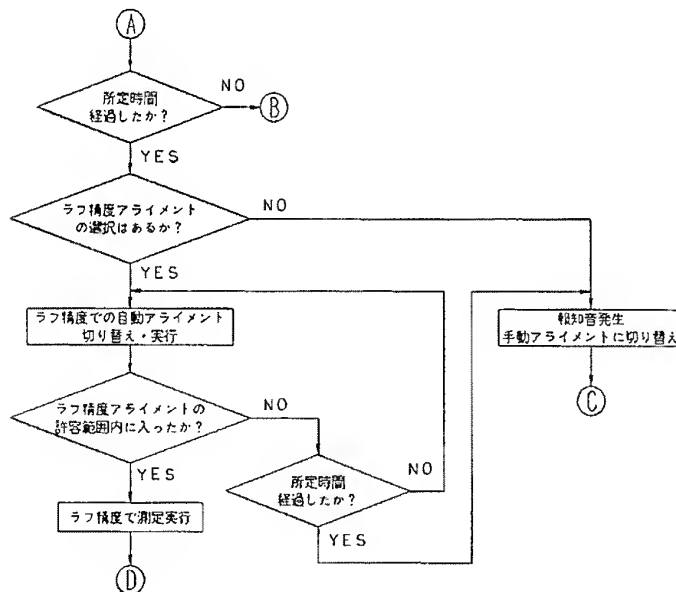 A
所定時間
経過したか?
NO
B
YES
ラフ精度アライメント
の選択はあるか?
NO
YES
ラフ精度での自動アライメント
切り替え・実行
報知音発生
手動アライメントに切り替え
C
ラフ精度アライメントの
許容範囲内に入ったか?
NO
YES
所定時間
経過したか?
NO
YES
ラフ精度で測定実行
D